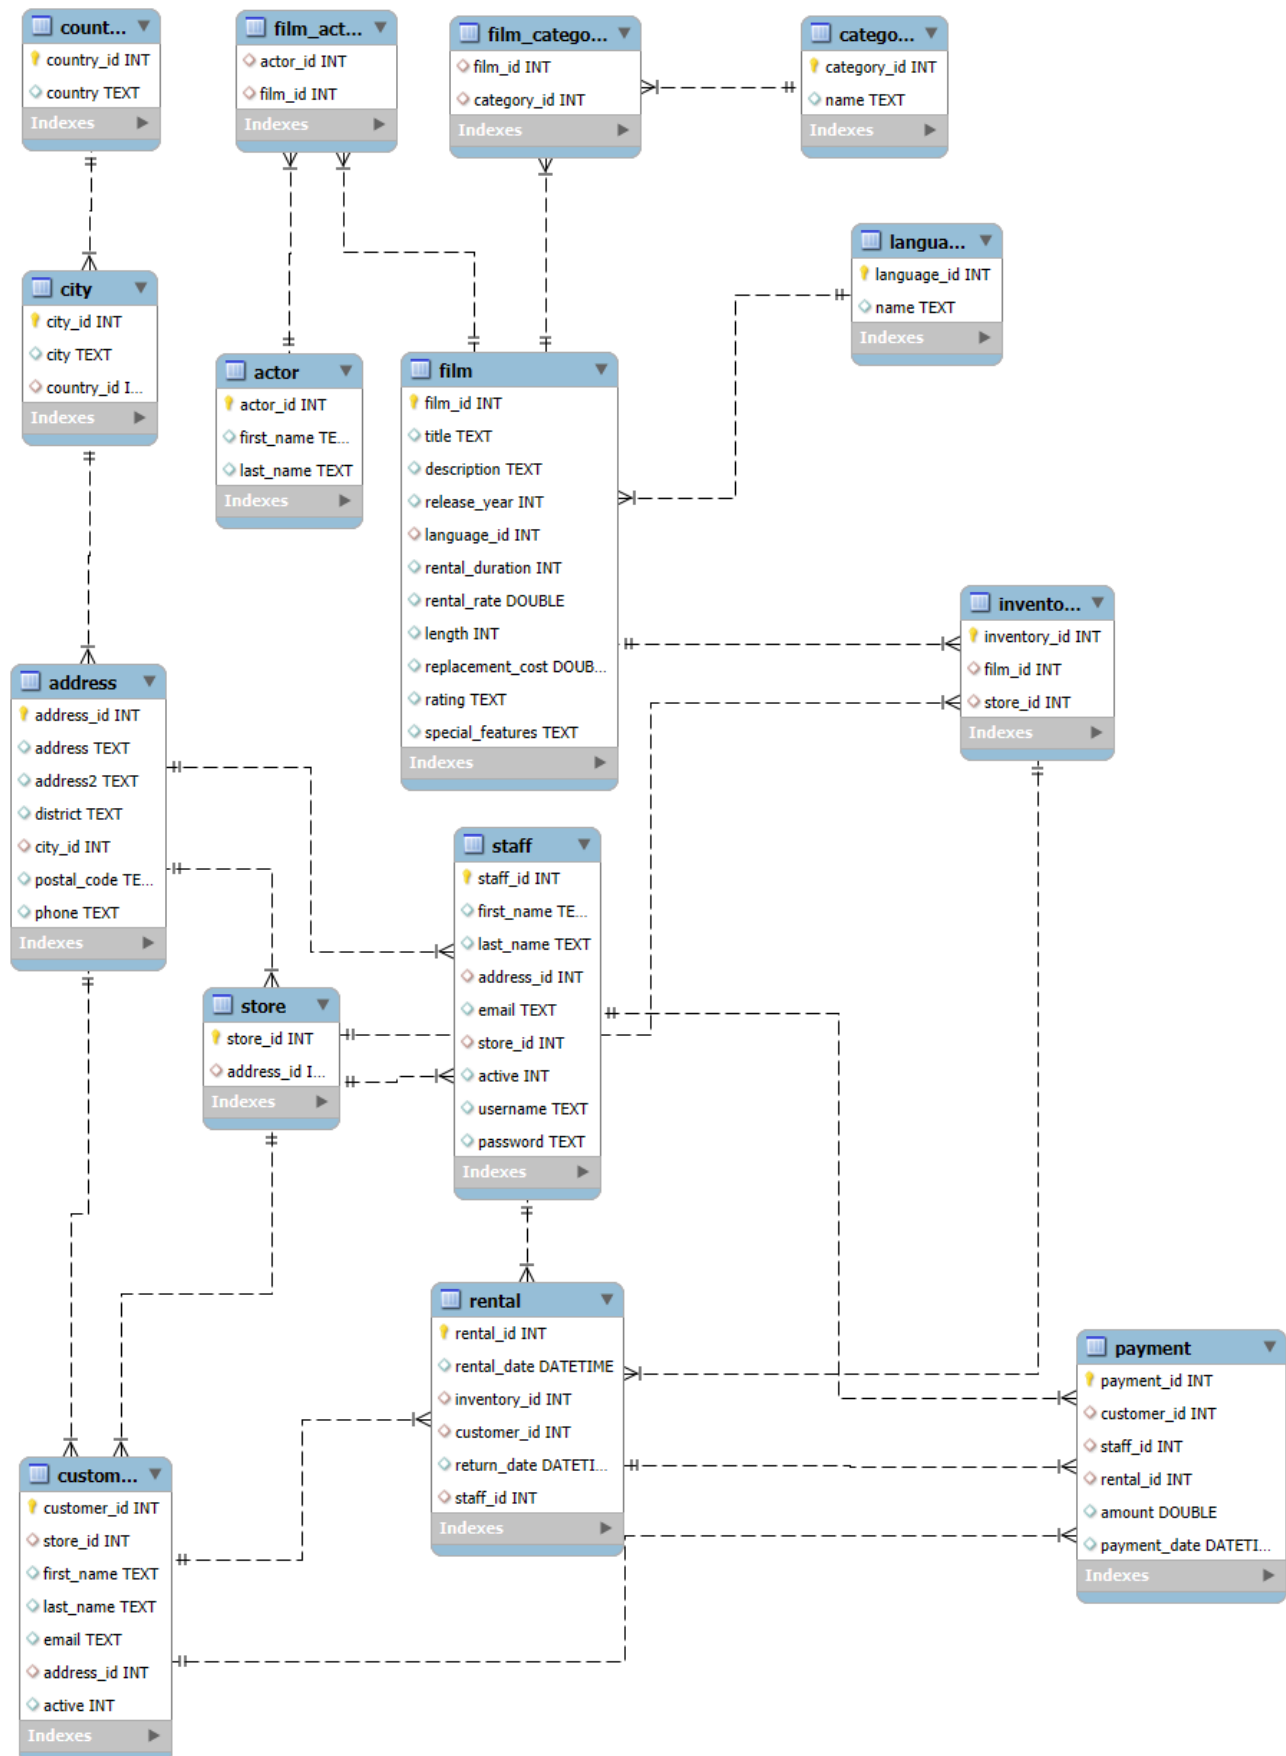 count...
country_id INT
country TEXT
Indexes
film_act...
actor_id INT
film_id INT
Indexes
film_catego...
film_id INT
category_id INT
Indexes
catego...
category_id INT
name TEXT
Indexes
langua...
language_id INT
name TEXT
Indexes
city
city_id INT
city TEXT
country_id I...
Indexes
actor
actor_id INT
first_name TE...
last_name TEXT
Indexes
film
film_id INT
title TEXT
description TEXT
release_year INT
language_id INT
rental_duration INT
rental_rate DOUBLE
length INT
replacement_cost DOUB...
rating TEXT
special_features TEXT
Indexes
invento...
inventory_id INT
film_id INT
store_id INT
Indexes
address
address_id INT
address TEXT
address2 TEXT
district TEXT
city_id INT
postal_code TE...
phone TEXT
Indexes
staff
staff_id INT
first_name TE...
last_name TEXT
address_id INT
email TEXT
store_id INT
active INT
username TEXT
password TEXT
Indexes
store
store_id INT
address_id I...
Indexes
rental
rental_id INT
rental_date DATETIME
inventory_id INT
customer_id INT
return_date DATETI...
staff_id INT
Indexes
payment
payment_id INT
customer_id INT
staff_id INT
rental_id INT
amount DOUBLE
payment_date DATETI...
Indexes
custom...
customer_id INT
store_id INT
first_name TEXT
last_name TEXT
email TEXT
address_id INT
active INT
Indexes